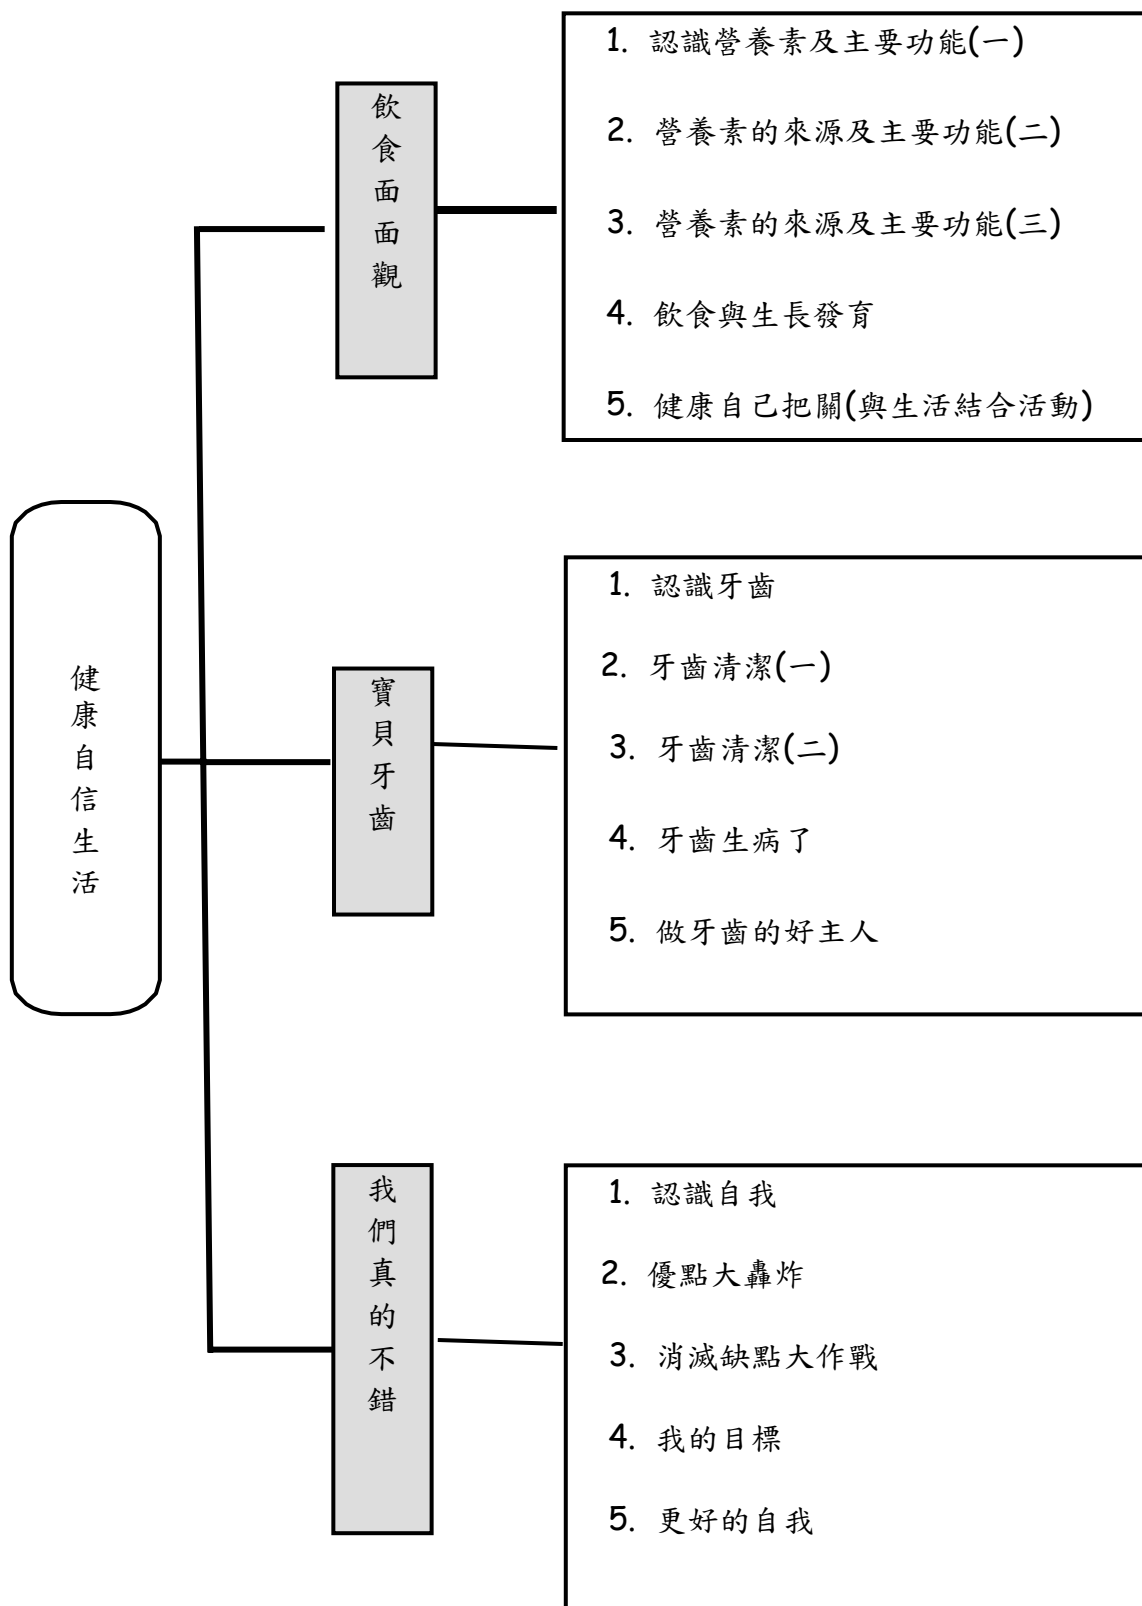 健康自信生活
飲食面面觀
1. 認識營養素及主要功能(一)
2. 營養素的來源及主要功能(二)
3. 營養素的來源及主要功能(三)
4. 飲食與生長發育
5. 健康自己把關(與生活結合活動)
寶貝牙齒
1. 認識牙齒
2. 牙齒清潔(一)
3. 牙齒清潔(二)
4. 牙齒生病了
5. 做牙齒的好主人
我們真的不錯
1. 認識自我
2. 優點大轟炸
3. 消滅缺點大作戰
4. 我的目標
5. 更好的自我